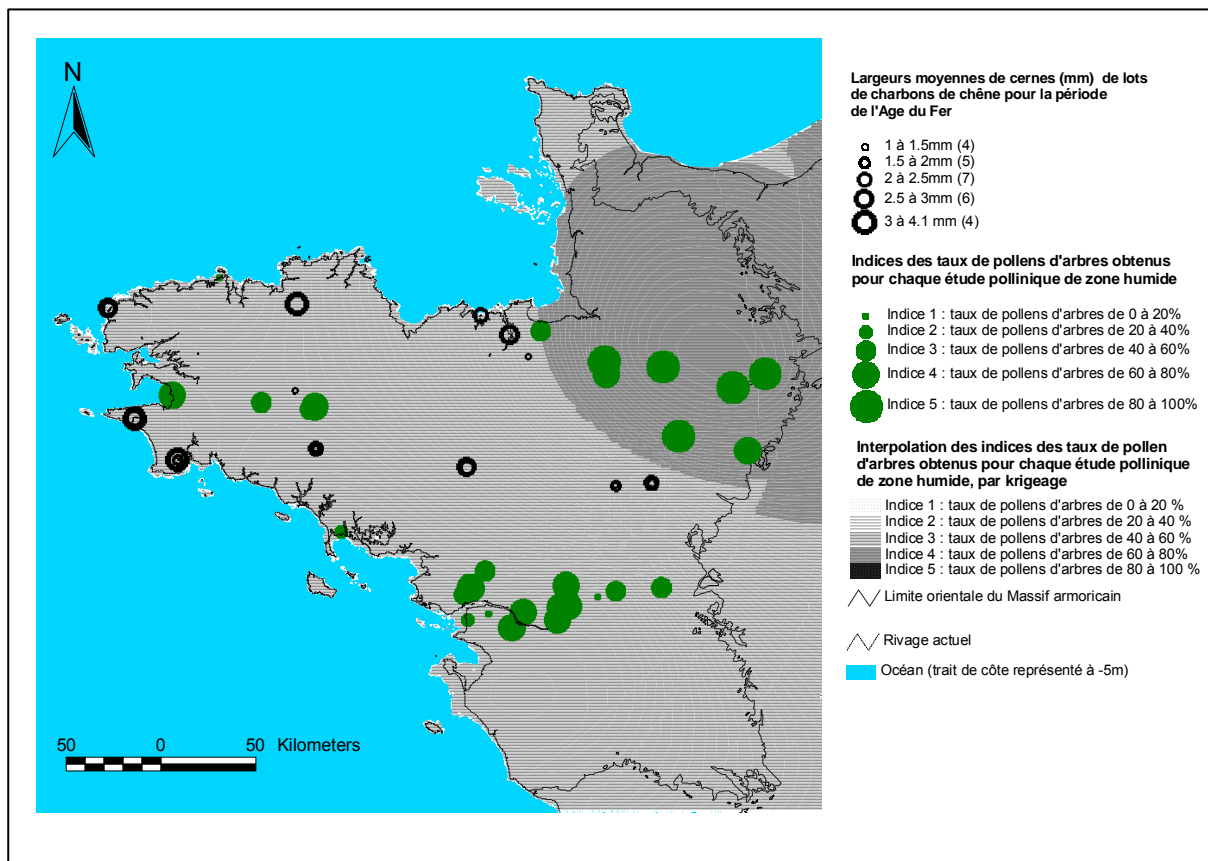 N
50 0 50 Kilometers
Largeurs moyennes de cernes (mm) de lots
de charbons de chêne pour la période
de l'Age du Fer
1 à 1.5mm (4)
1.5 à 2mm (5)
2 à 2.5mm (7)
2.5 à 3mm (6)
3 à 4.1 mm (4)
Indices des taux de pollens d'arbres obtenus
pour chaque étude pollinique de zone humide
Indice 1 : taux de pollens d'arbres de 0 à 20%
Indice 2 : taux de pollens d'arbres de 20 à 40%
Indice 3 : taux de pollens d'arbres de 40 à 60%
Indice 4 : taux de pollens d'arbres de 60 à 80%
Indice 5 : taux de pollens d'arbres de 80 à 100%
Interpolation des indices des taux de pollen
d'arbres obtenus pour chaque étude pollinique
de zone humide, par krigeage
Indice 1 : taux de pollens d'arbres de 0 à 20 %
Indice 2 : taux de pollens d'arbres de 20 à 40 %
Indice 3 : taux de pollens d'arbres de 40 à 60 %
Indice 4 : taux de pollens d'arbres de 60 à 80%
Indice 5 : taux de pollens d'arbres de 80 à 100 %
Limite orientale du Massif armoricain
Rivage actuel
Océan (trait de côte représenté à -5m)